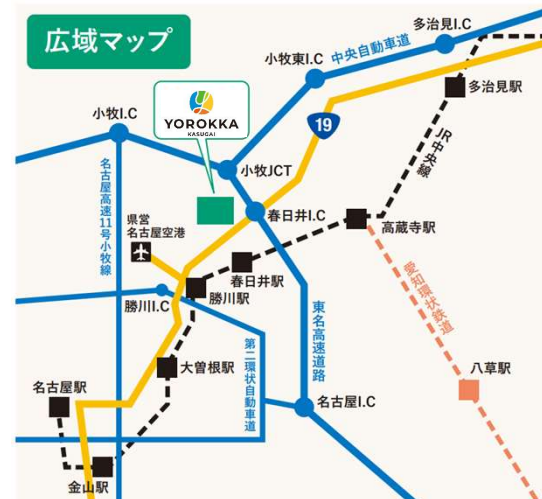 広域マップ
多治見I.C
中央自動車道
小牧東I.C
多治見駅
YOROKKA
KASUGAI
19
小牧I.C
JR中央線
小牧JCT
名古屋高速11号小牧線
春日井I.C
高蔵寺駅
県営
名古屋空港
春日井駅
愛知環状鉄道
勝川駅
勝川I.C
東名高速道路
第二環状自動車道
大曽根駅
八草駅
名古屋駅
名古屋I.C
金山駅